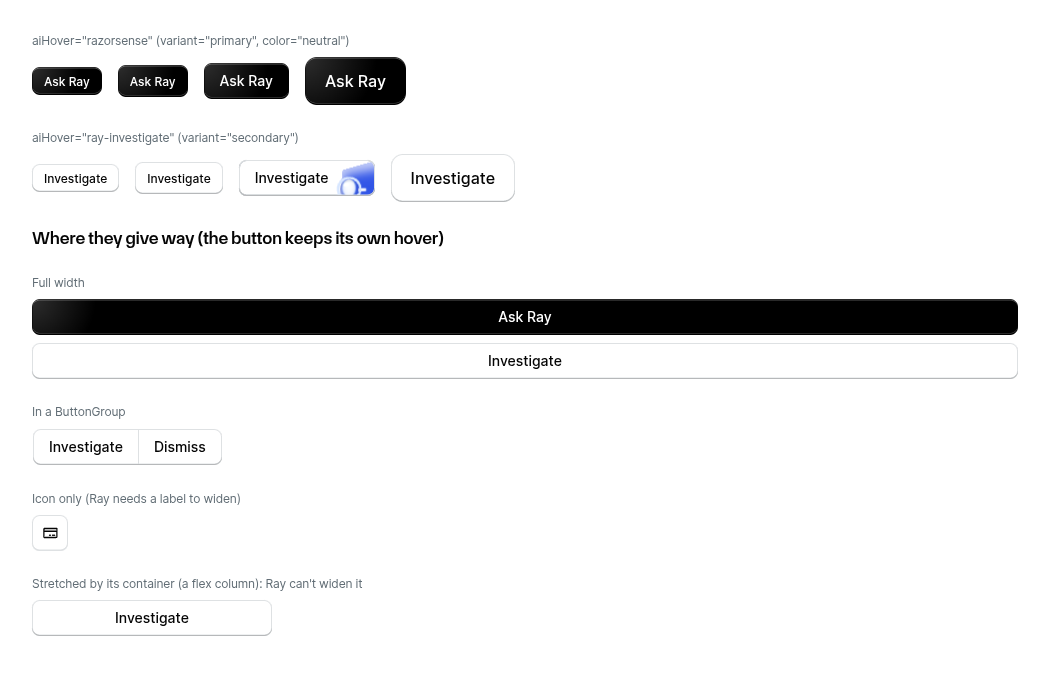 aiHover="razorsense" (variant="primary", color="neutral")
Ask Ray Ask Ray Ask Ray Ask Ray
aiHover="ray-investigate" (variant="secondary")
Investigate Investigate Investigate Investigate
Where they give way (the button keeps its own hover)
Full width
Ask Ray
Investigate
In a ButtonGroup
Investigate Dismiss
Icon only (Ray needs a label to widen)
Stretched by its container (a flex column): Ray can't widen it
Investigate